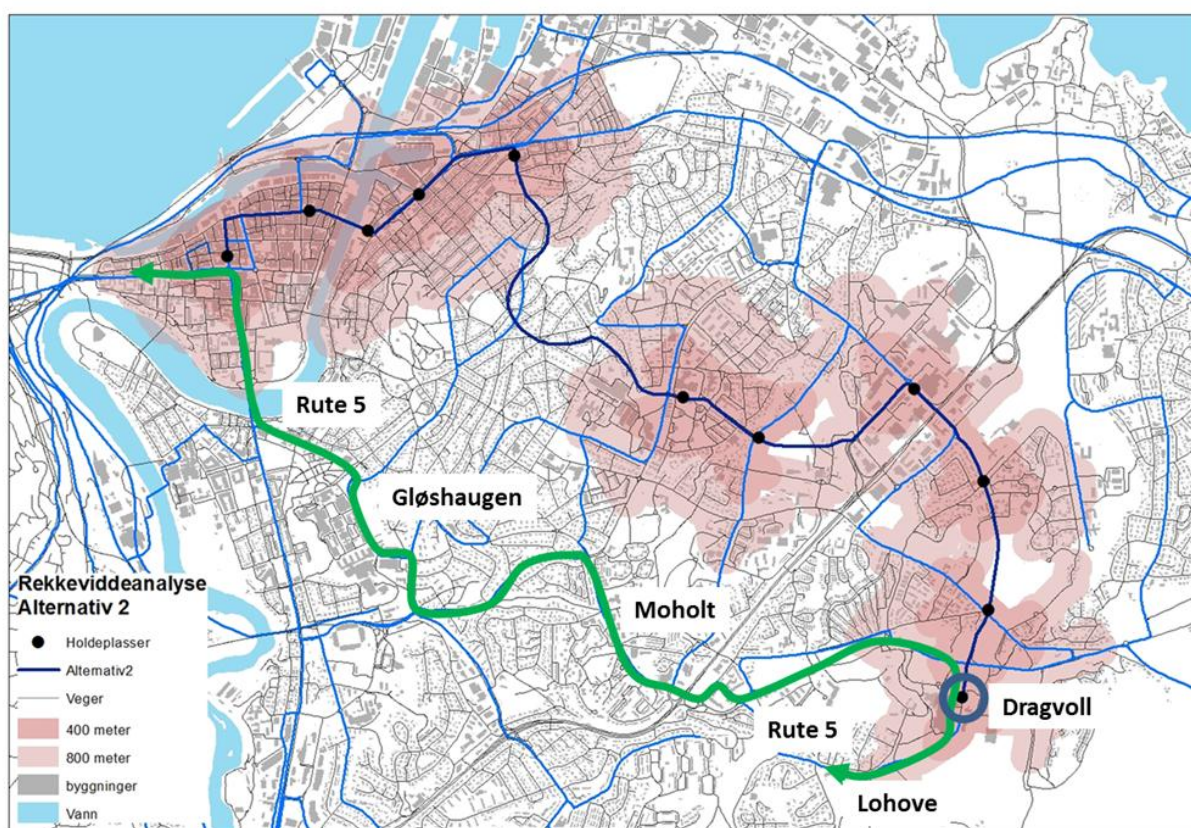 Rute 5
Gløshaugen
Moholt
Dragvoll
Rute 5
Lohove
Rekkeviddeanalyse
Alternativ 2
Holdeplasser
Alternativ2
Veger
400 meter
800 meter
byggninger
Vann